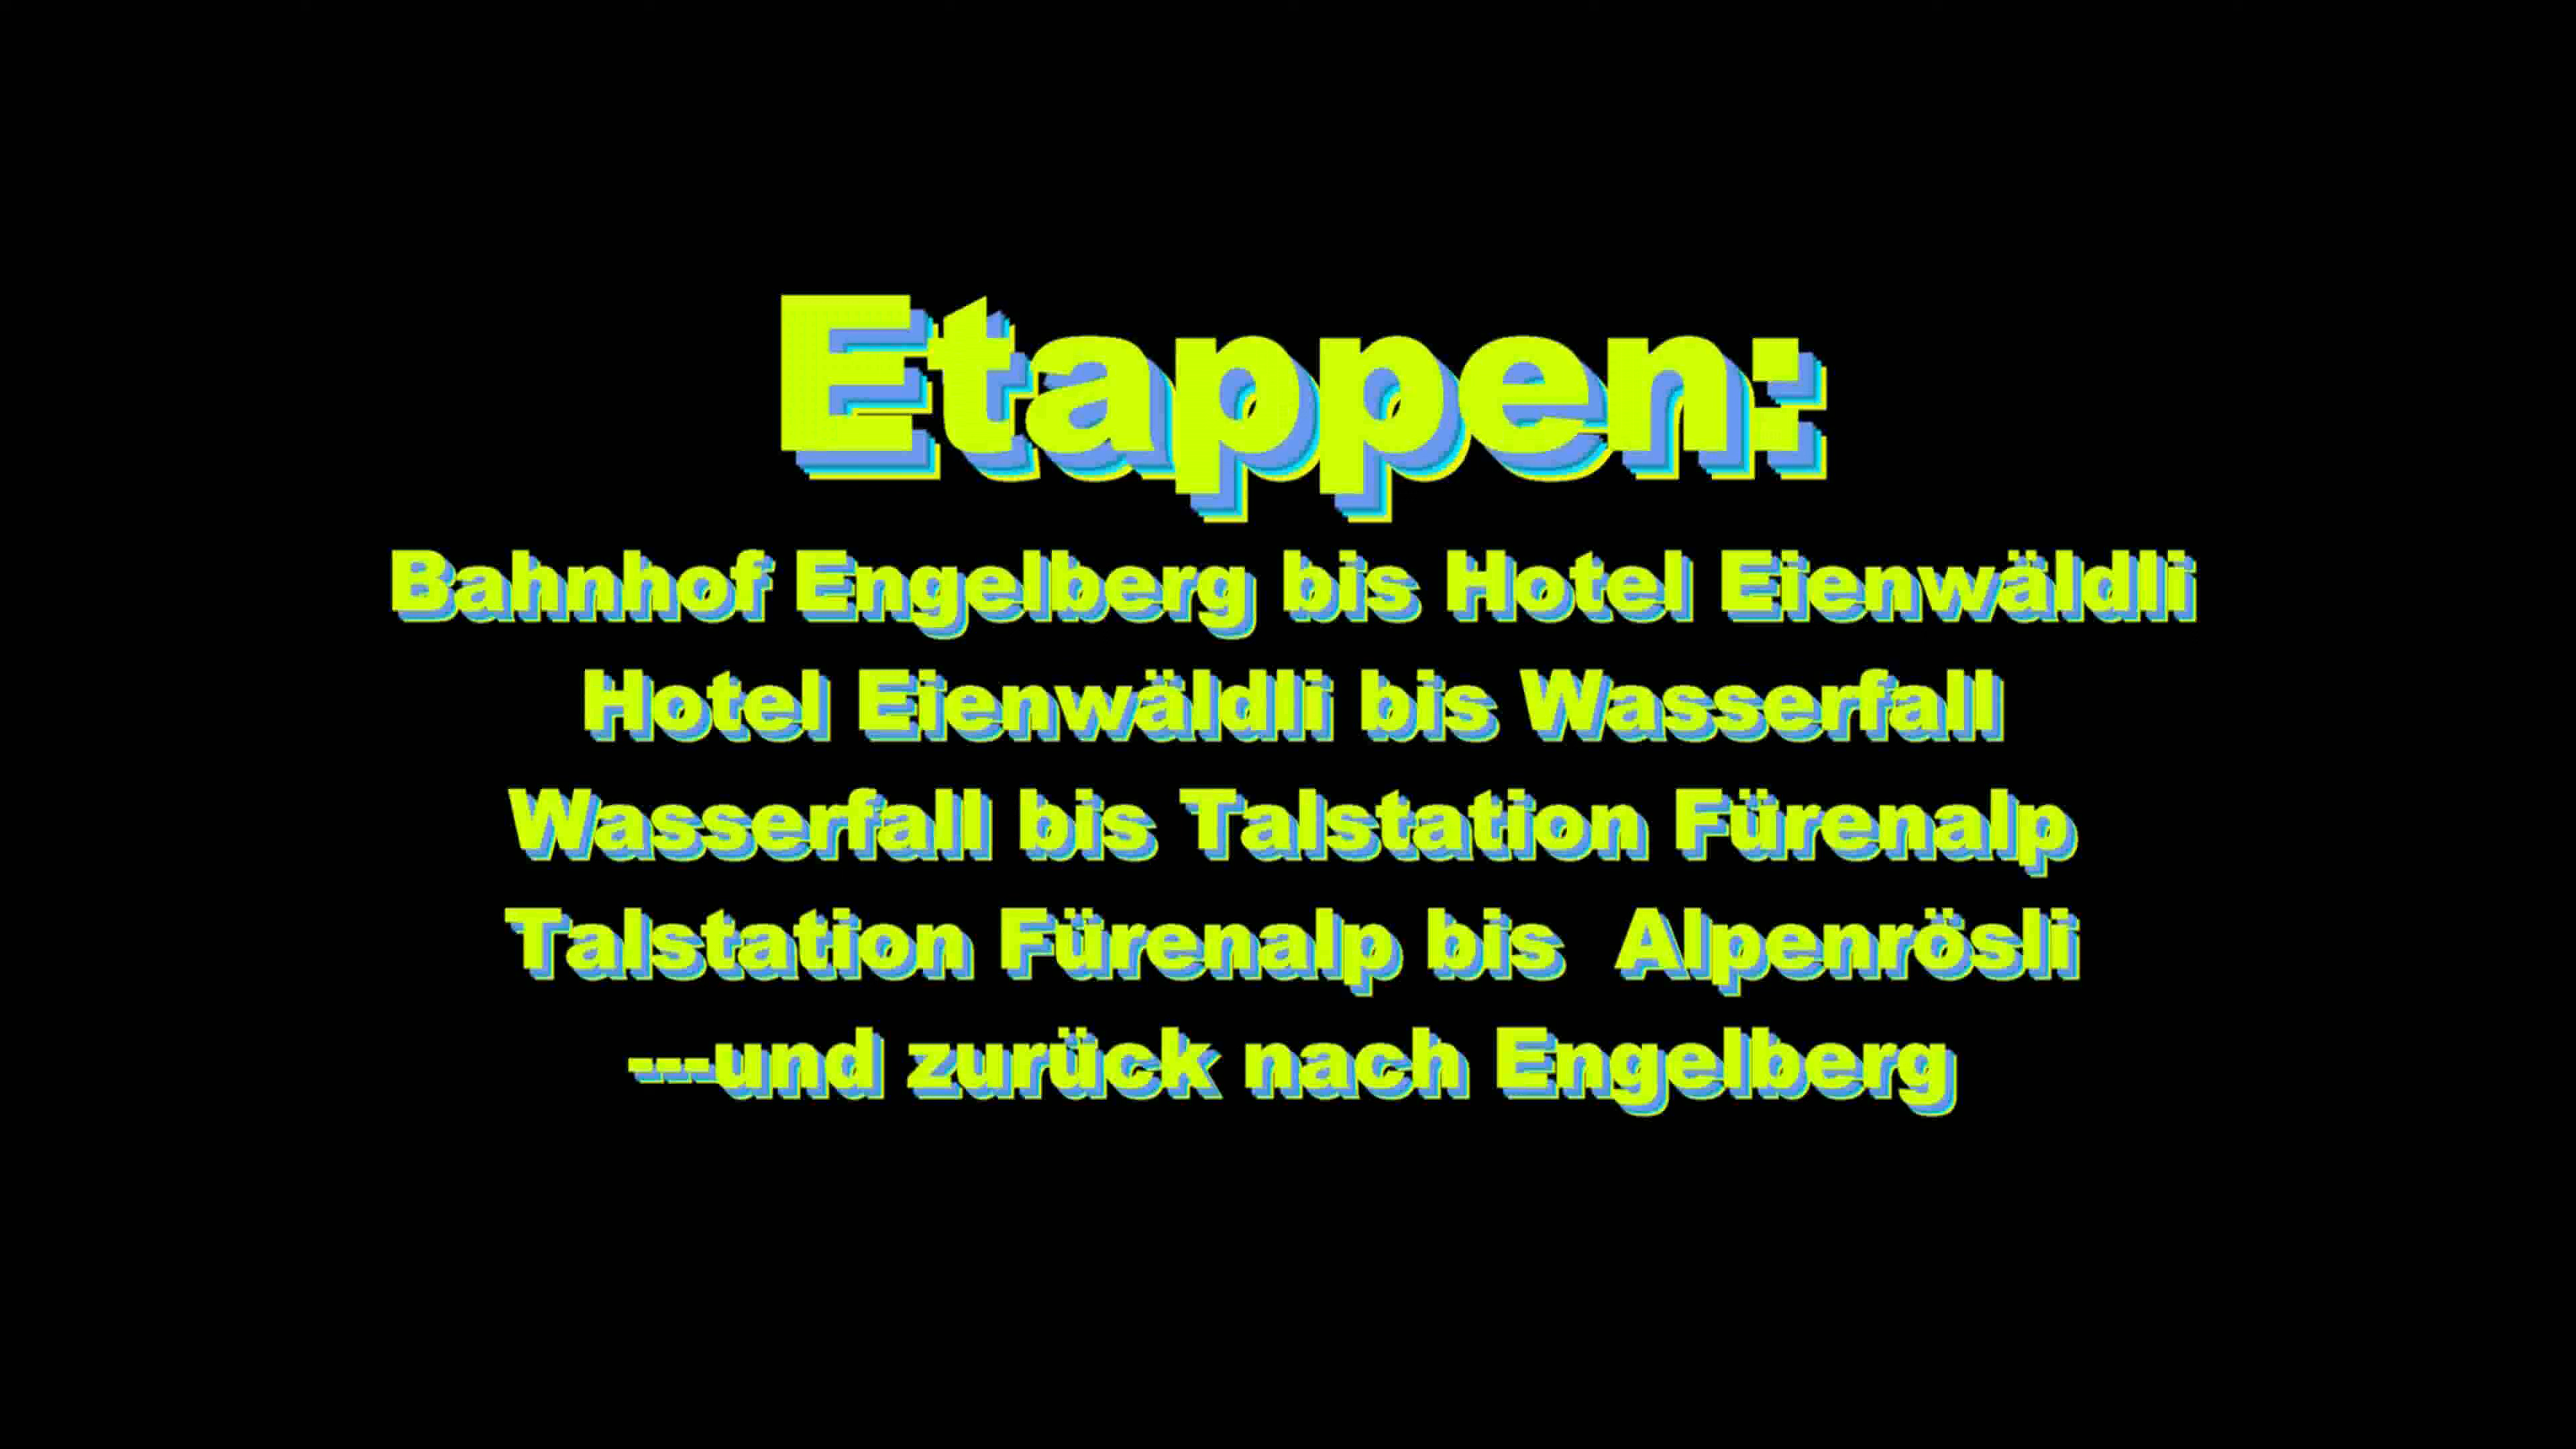 Etappen:
Bahnhof Engelberg bis Hotel Eienwäldli
Hotel Eienwäldli bis Wasserfall
Wasserfall bis Talstation Fürenalp
Talstation Fürenalp bis  Alpenrösli
---und zurück nach Engelberg